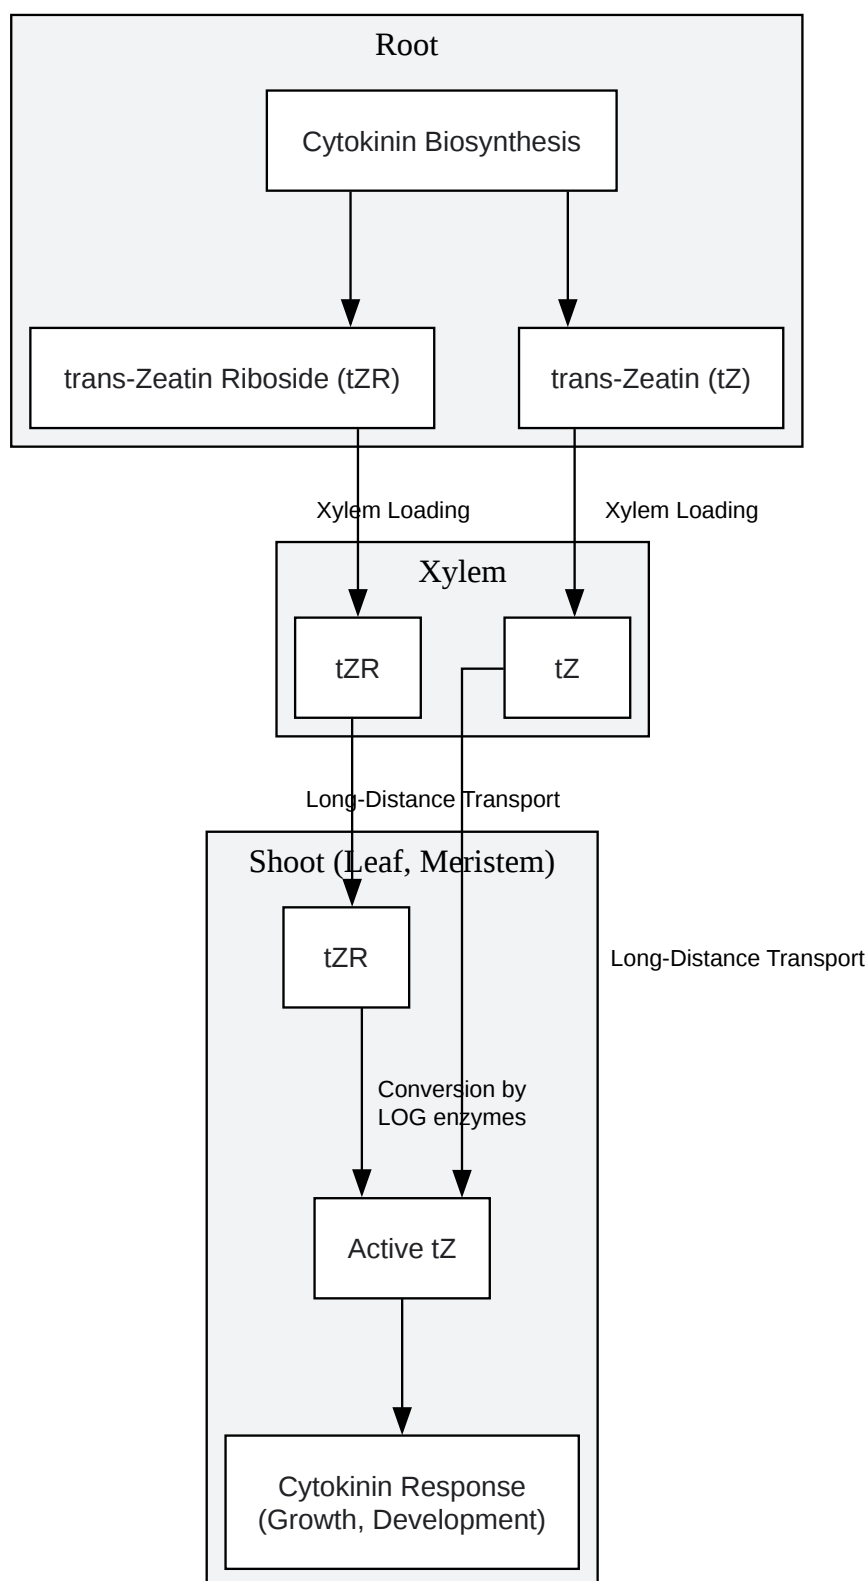 Root
Cytokinin Biosynthesis
trans-Zeatin Riboside (tZR)
trans-Zeatin (tZ)
Xylem Loading
Xylem Loading
Xylem
tZR
tZ
Long-Distance Transport
Shoot (Leaf, Meristem)
tZR
Long-Distance Transport
Conversion by
LOG enzymes
Active tZ
Cytokinin Response
(Growth, Development)